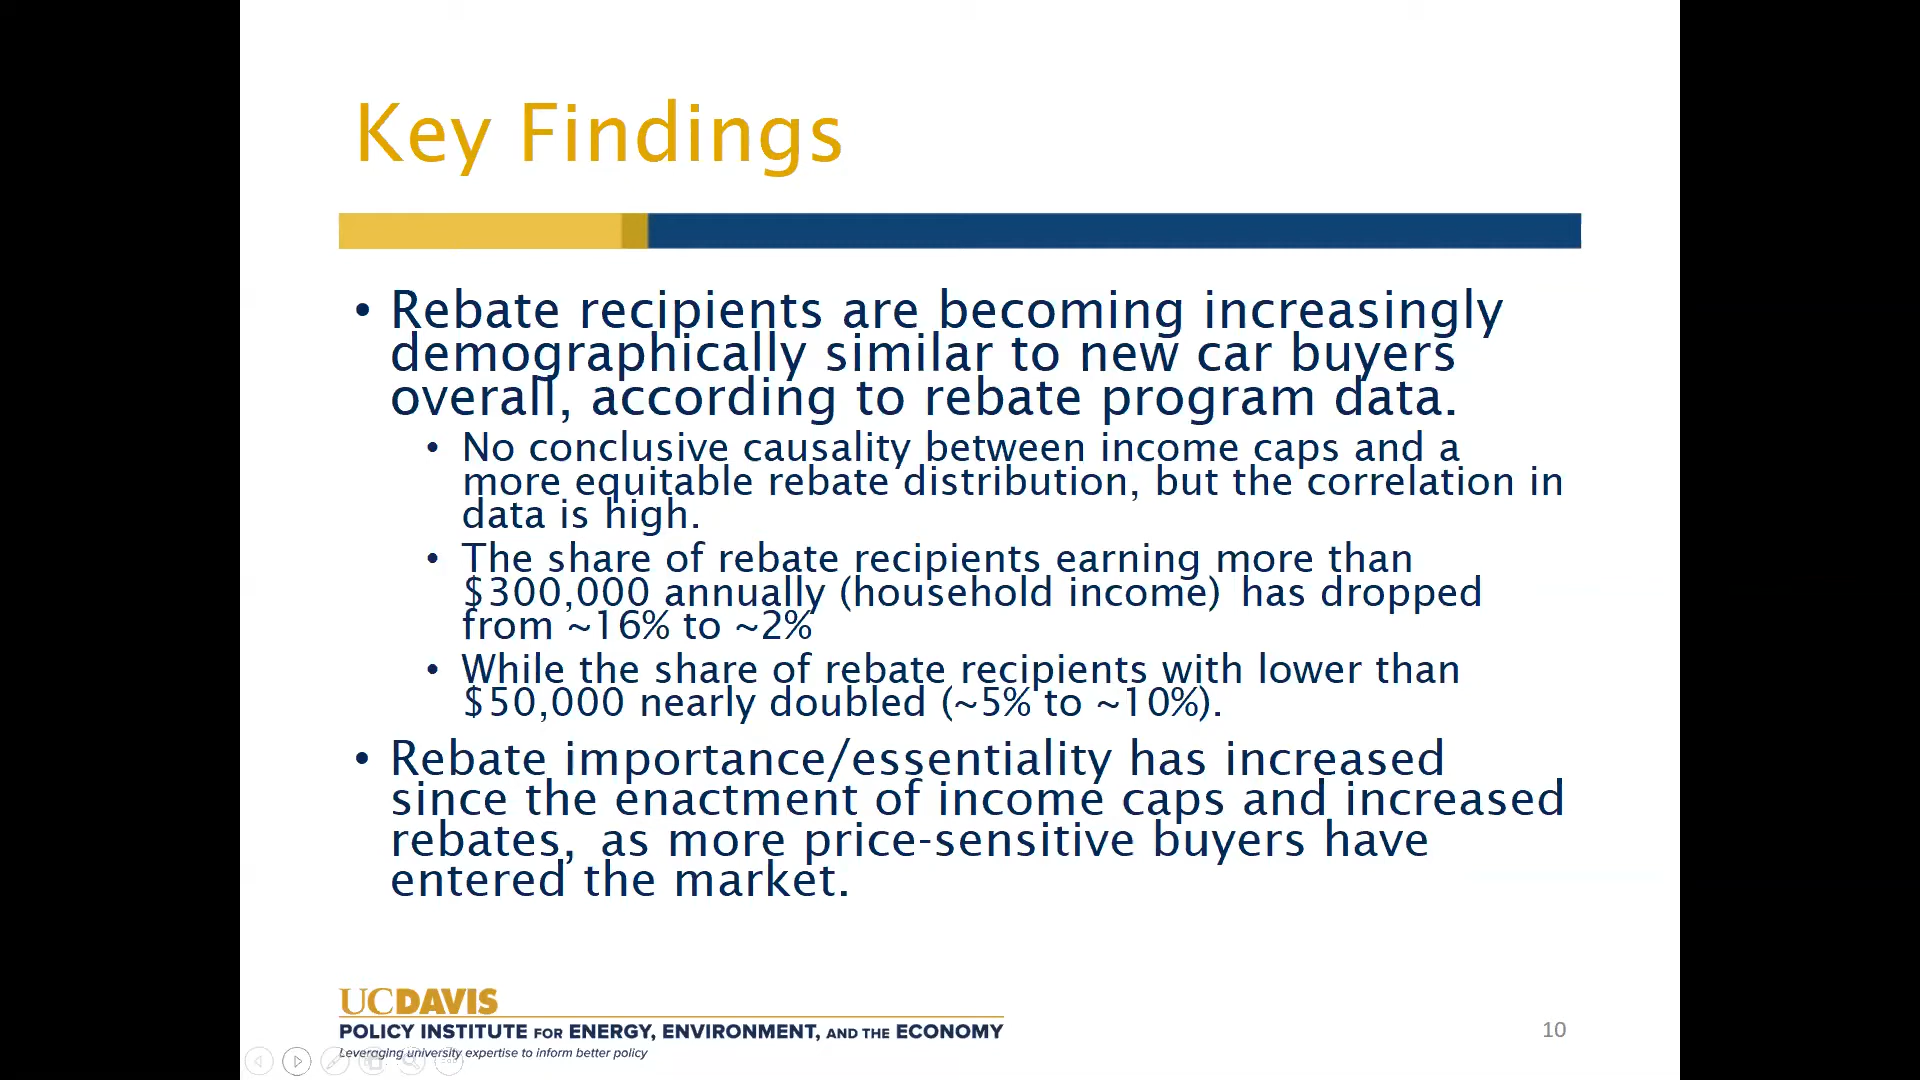 Key Findings
• Rebate recipients are becoming increasingly
demographically similar to new car buyers
overall, according to rebate program data.
• No conclusive causality between income caps and a
more equitable rebate distribution, but the correlation in
data is high.
• The share of rebate recipients earning more than
$300,000 annually (household income) has dropped
from ~16% to ~2%
• While the share of rebate recipients with lower than
$50,000 nearly doubled (~5% to ~10%).
• Rebate importance/essentiality has increased
since the enactment of income caps and increased
rebates, as more price-sensitive buyers have
entered the market.
UCDAVIS
POLICY INSTITUTE FOR ENERGY, ENVIRONMENT, AND THE ECONOMY
Leveraging university expertise to inform better policy
10